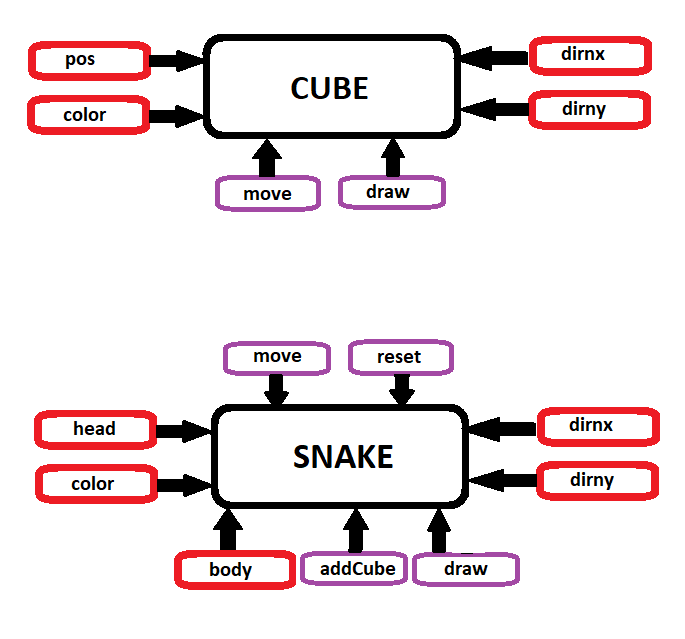 pos
dirnx
CUBE
color
dirny
move
draw
move
reset
head
dirnx
SNAKE
color
dirny
body
addCube
draw